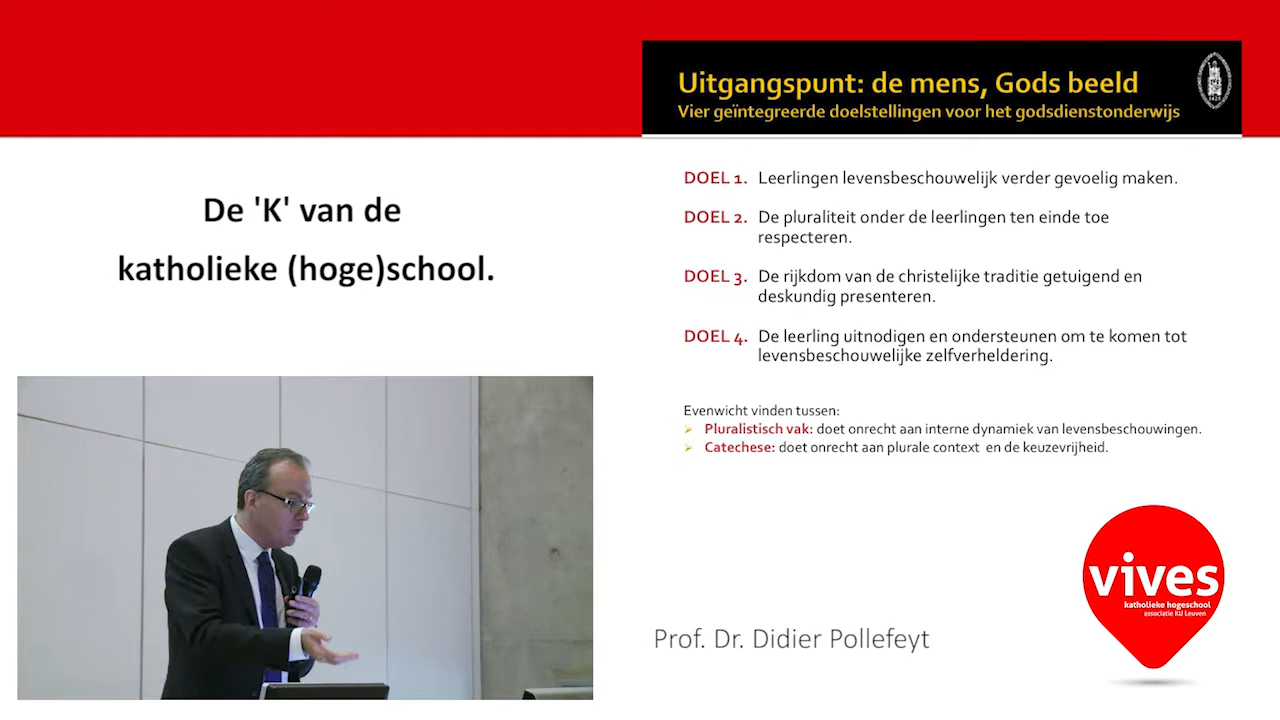 De 'K' van de
katholieke (hoge)school.
Uitgangspunt: de mens, Gods beeld
Vier geïntegreerde doelstellingen voor het godsdienstonderwijs
DOEL 1. Leerlingen levensbeschouwelijk verder gevoelig maken.
DOEL 2. De pluraliteit onder de leerlingen ten einde toe
respecteren.
DOEL 3. De rijkdom van de christelijke traditie getuigend en
deskundig presenteren.
DOEL 4. De leerling uitnodigen en ondersteunen om te komen tot
levensbeschouwelijke zelfverheldering.
Evenwicht vinden tussen:
Pluralistisch vak: doet onrecht aan interne dynamiek van levensbeschouwingen.
Catechese: doet onrecht aan plurale context en de keuzevrijheid.
vives
katholieke hogeschool
associatie KU Leuven
Prof. Dr. Didier Pollefeyt